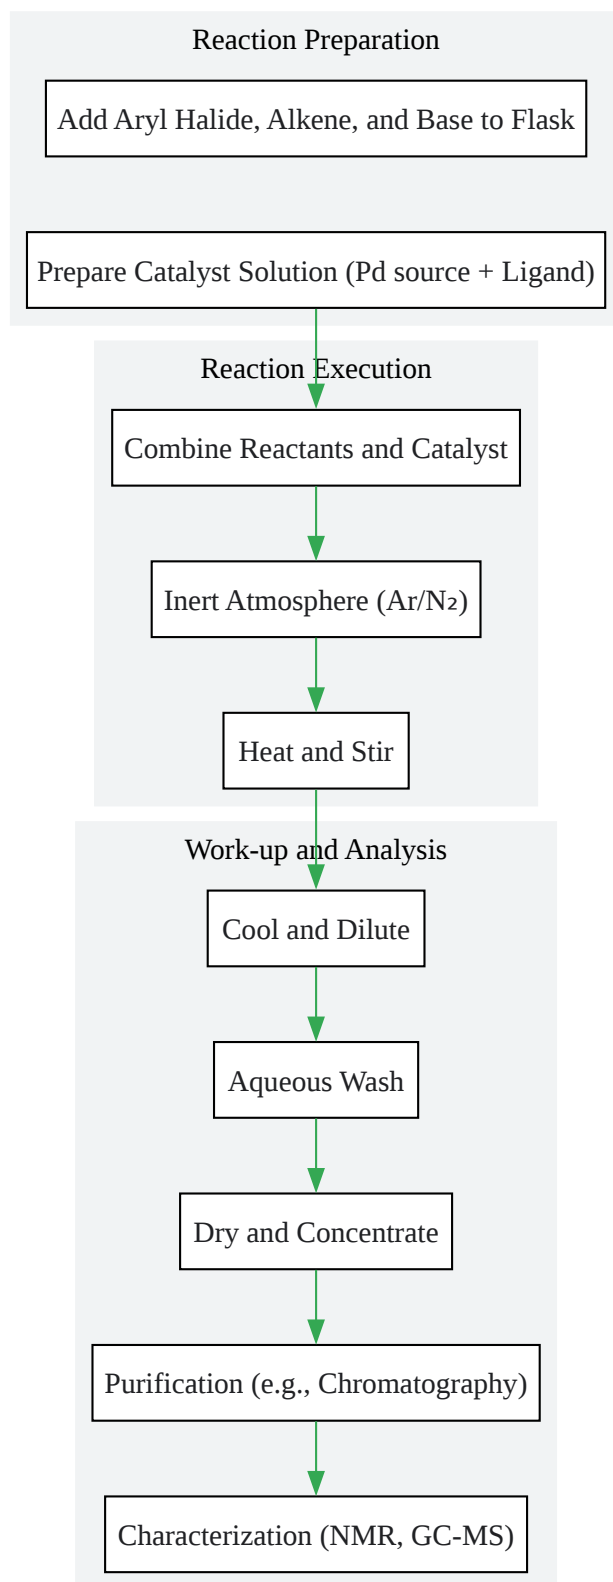 Reaction Preparation
Add Aryl Halide, Alkene, and Base to Flask
Prepare Catalyst Solution (Pd source + Ligand)
Reaction Execution
Combine Reactants and Catalyst
Inert Atmosphere (Ar/N₂)
Heat and Stir
Work-up and Analysis
Cool and Dilute
Aqueous Wash
Dry and Concentrate
Purification (e.g., Chromatography)
Characterization (NMR, GC-MS)